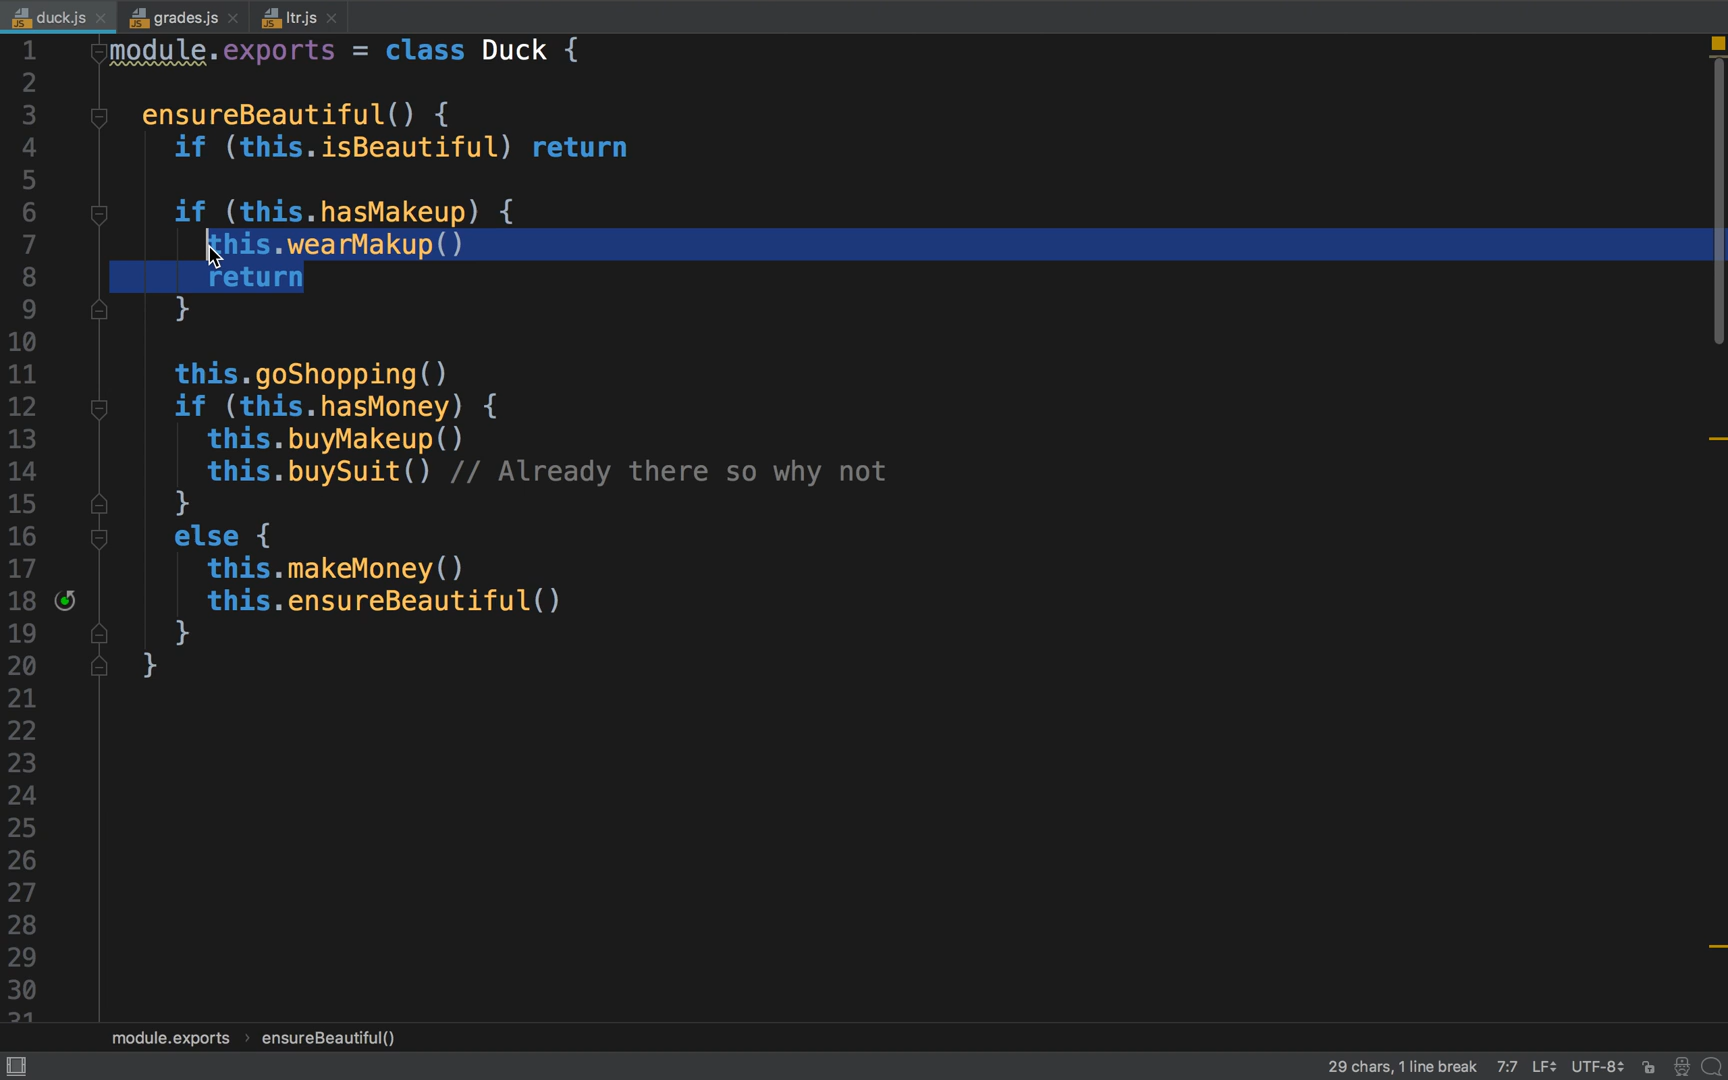 duck.js grades.js ltr.js
1 module.exports = class Duck {
2
3 ensureBeautiful() {
4 if (this.isBeautiful) return
5
6 if (this.hasMakeup) {
7 this.wearMakup()
8 return
9 }
10
11 this.goShopping()
12 if (this.hasMoney) {
13 this.buyMakeup()
14 this.buySuit() // Already there so why not
15 }
16 else {
17 this.makeMoney()
18 this.ensureBeautiful()
19 }
20 }
21
22
23
24
25
26
27
28
29
30
31
module.exports › ensureBeautiful()
29 chars, 1 line break 7:7 LF UTF-8